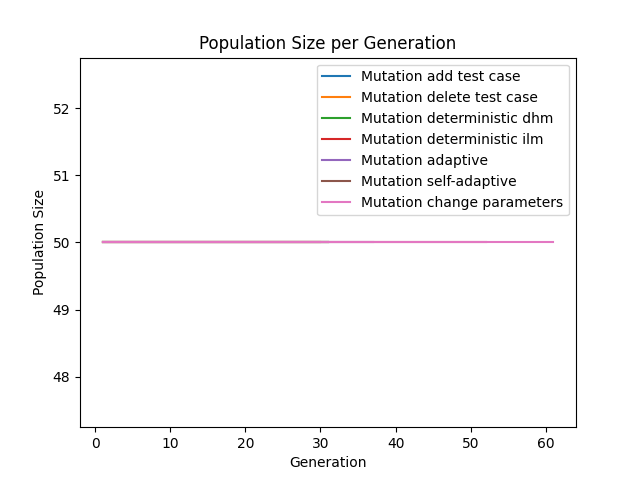 Population Size per Generation
Mutation add test case
Mutation delete test case
Mutation deterministic dhm
Mutation deterministic ilm
Mutation adaptive
Mutation self-adaptive
Mutation change parameters
52
51
50
49
48
Population Size
0 10 20 30 40 50 60
Generation